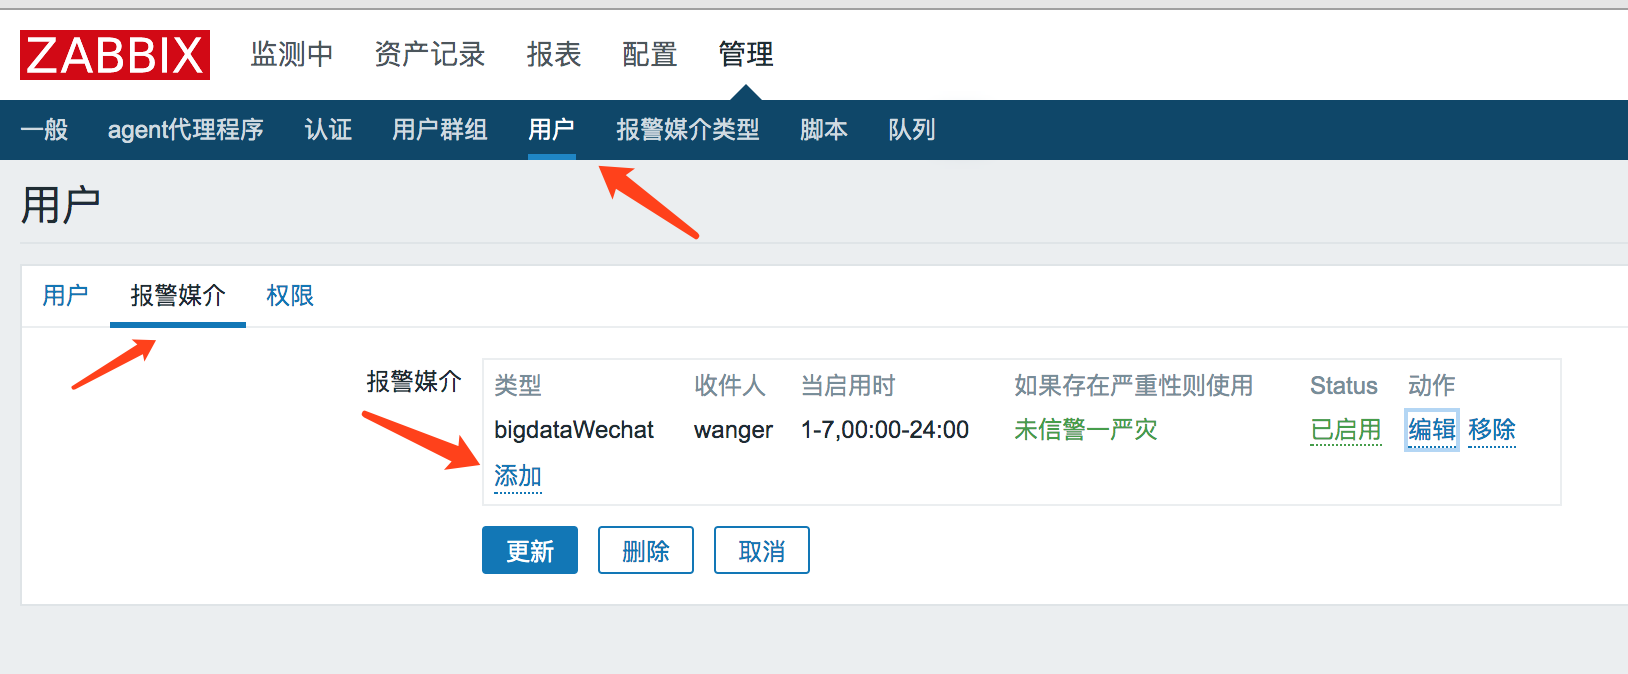 ZABBIX 监测中 资产记录 报表 配置 管理
一般 agent代理程序 认证 用户群组 用户 报警媒介类型 脚本 队列
用户
用户 报警媒介 权限
报警媒介 类型 收件人 当启用时 如果存在严重性则使用 Status 动作
bigdataWechat wanger 1-7,00:00-24:00 未信警一严灾 已启用 编辑 移除
添加
更新 删除 取消